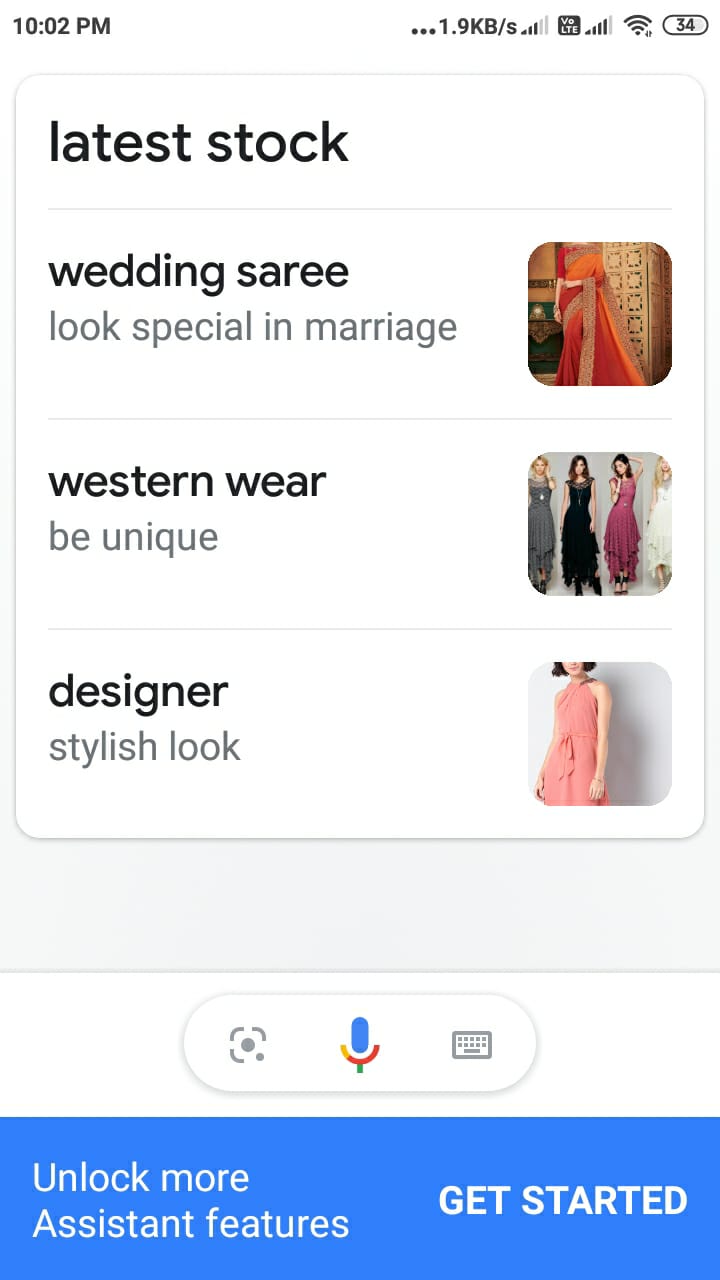 10:02 PM
...1.9KB/s
Vo
LTE
34
latest stock
wedding saree
look special in marriage
western wear
be unique
designer
stylish look
Unlock more
Assistant features
GET STARTED